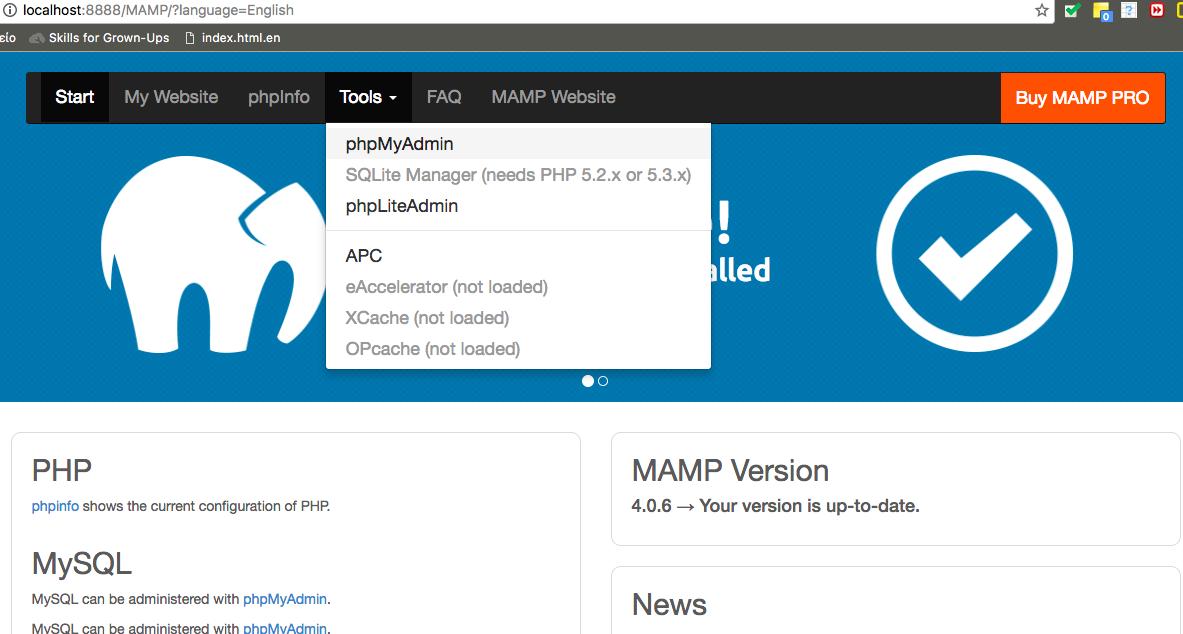 localhost:8888/MAMP/?language=English
0
?
είο Skills for Grown-Ups index.html.en
Start My Website phpInfo Tools FAQ MAMP Website Buy MAMP PRO
phpMyAdmin
SQLite Manager (needs PHP 5.2.x or 5.3.x)
phpLiteAdmin
!
APC
alled
eAccelerator (not loaded)
XCache (not loaded)
OPcache (not loaded)
PHP
phpinfo shows the current configuration of PHP.
MySQL
MySQL can be administered with phpMyAdmin.
MySQL can be administered with phpMyAdmin.
MAMP Version
4.0.6 → Your version is up-to-date.
News